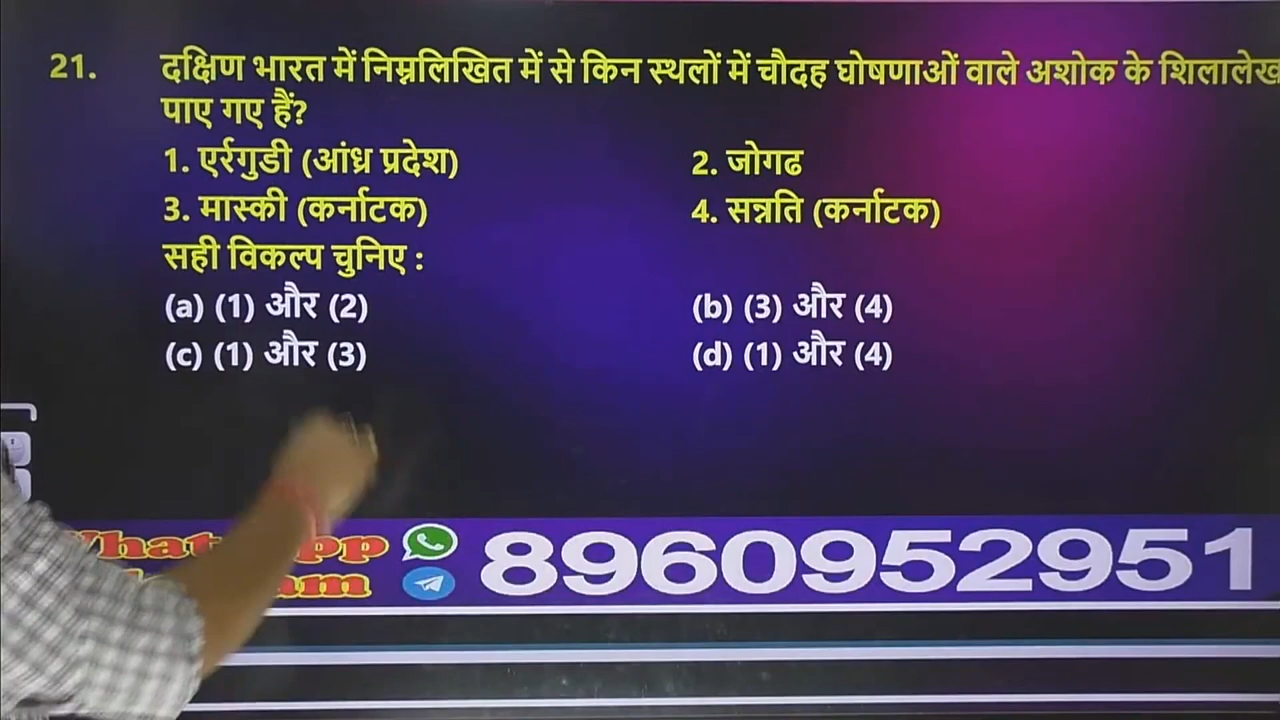 21. दक्षिण भारत में निम्नलिखित में से किन स्थलों में चौदह घोषणाओं वाले अशोक के शिलालेख
पाए गए हैं?
1. एर्रगुडी (आंध्र प्रदेश) 2. जोगढ
3. मास्की (कर्नाटक) 4. सन्नति (कर्नाटक)
सही विकल्प चुनिए :
(a) (1) और (2) (b) (3) और (4)
(c) (1) और (3) (d) (1) और (4)
8960952951